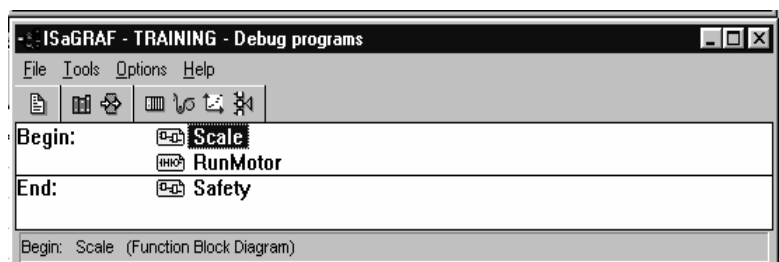 ISaGRAF - TRAINING - Debug programs
File Tools Options Help
Begin: Scale
RunMotor
End: Safety
Begin: Scale (Function Block Diagram)